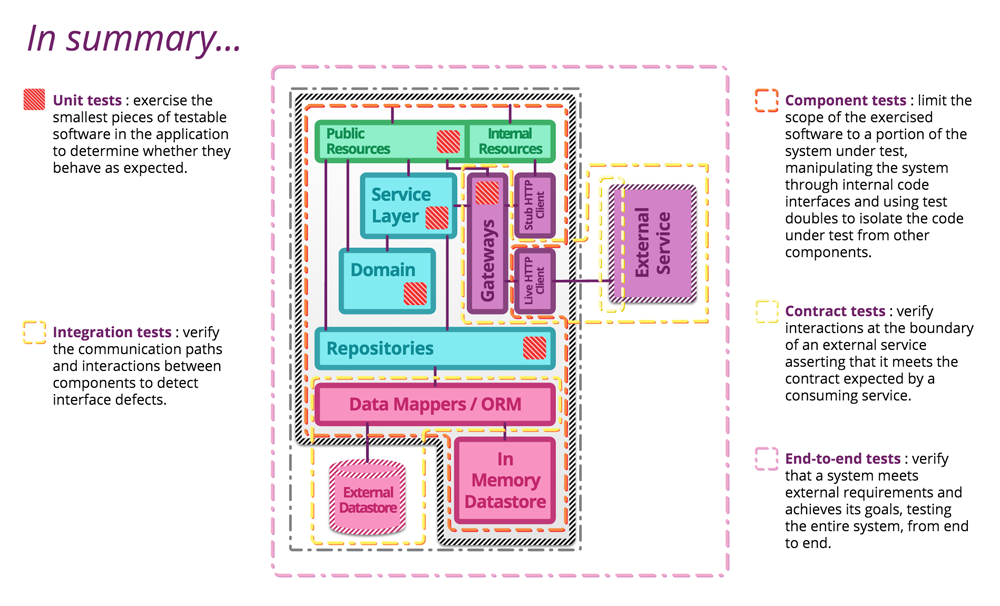 In summary...
Unit tests : exercise the
smallest pieces of testable
software in the application
to determine whether they
behave as expected.
Integration tests : verify
the communication paths
and interactions between
components to detect
interface defects.
Public
Resources
Internal
Resources
Service
Layer
Domain
Gateways
Stub HTTP
Client
Live HTTP
Client
External
Service
Repositories
Data Mappers / ORM
External
Datastore
In
Memory
Datastore
Component tests : limit the
scope of the exercised
software to a portion of the
system under test,
manipulating the system
through internal code
interfaces and using test
doubles to isolate the code
under test from other
components.
Contract tests : verify
interactions at the boundary
of an external service
asserting that it meets the
contract expected by a
consuming service.
End-to-end tests : verify
that a system meets
external requirements and
achieves its goals, testing
the entire system, from end
to end.